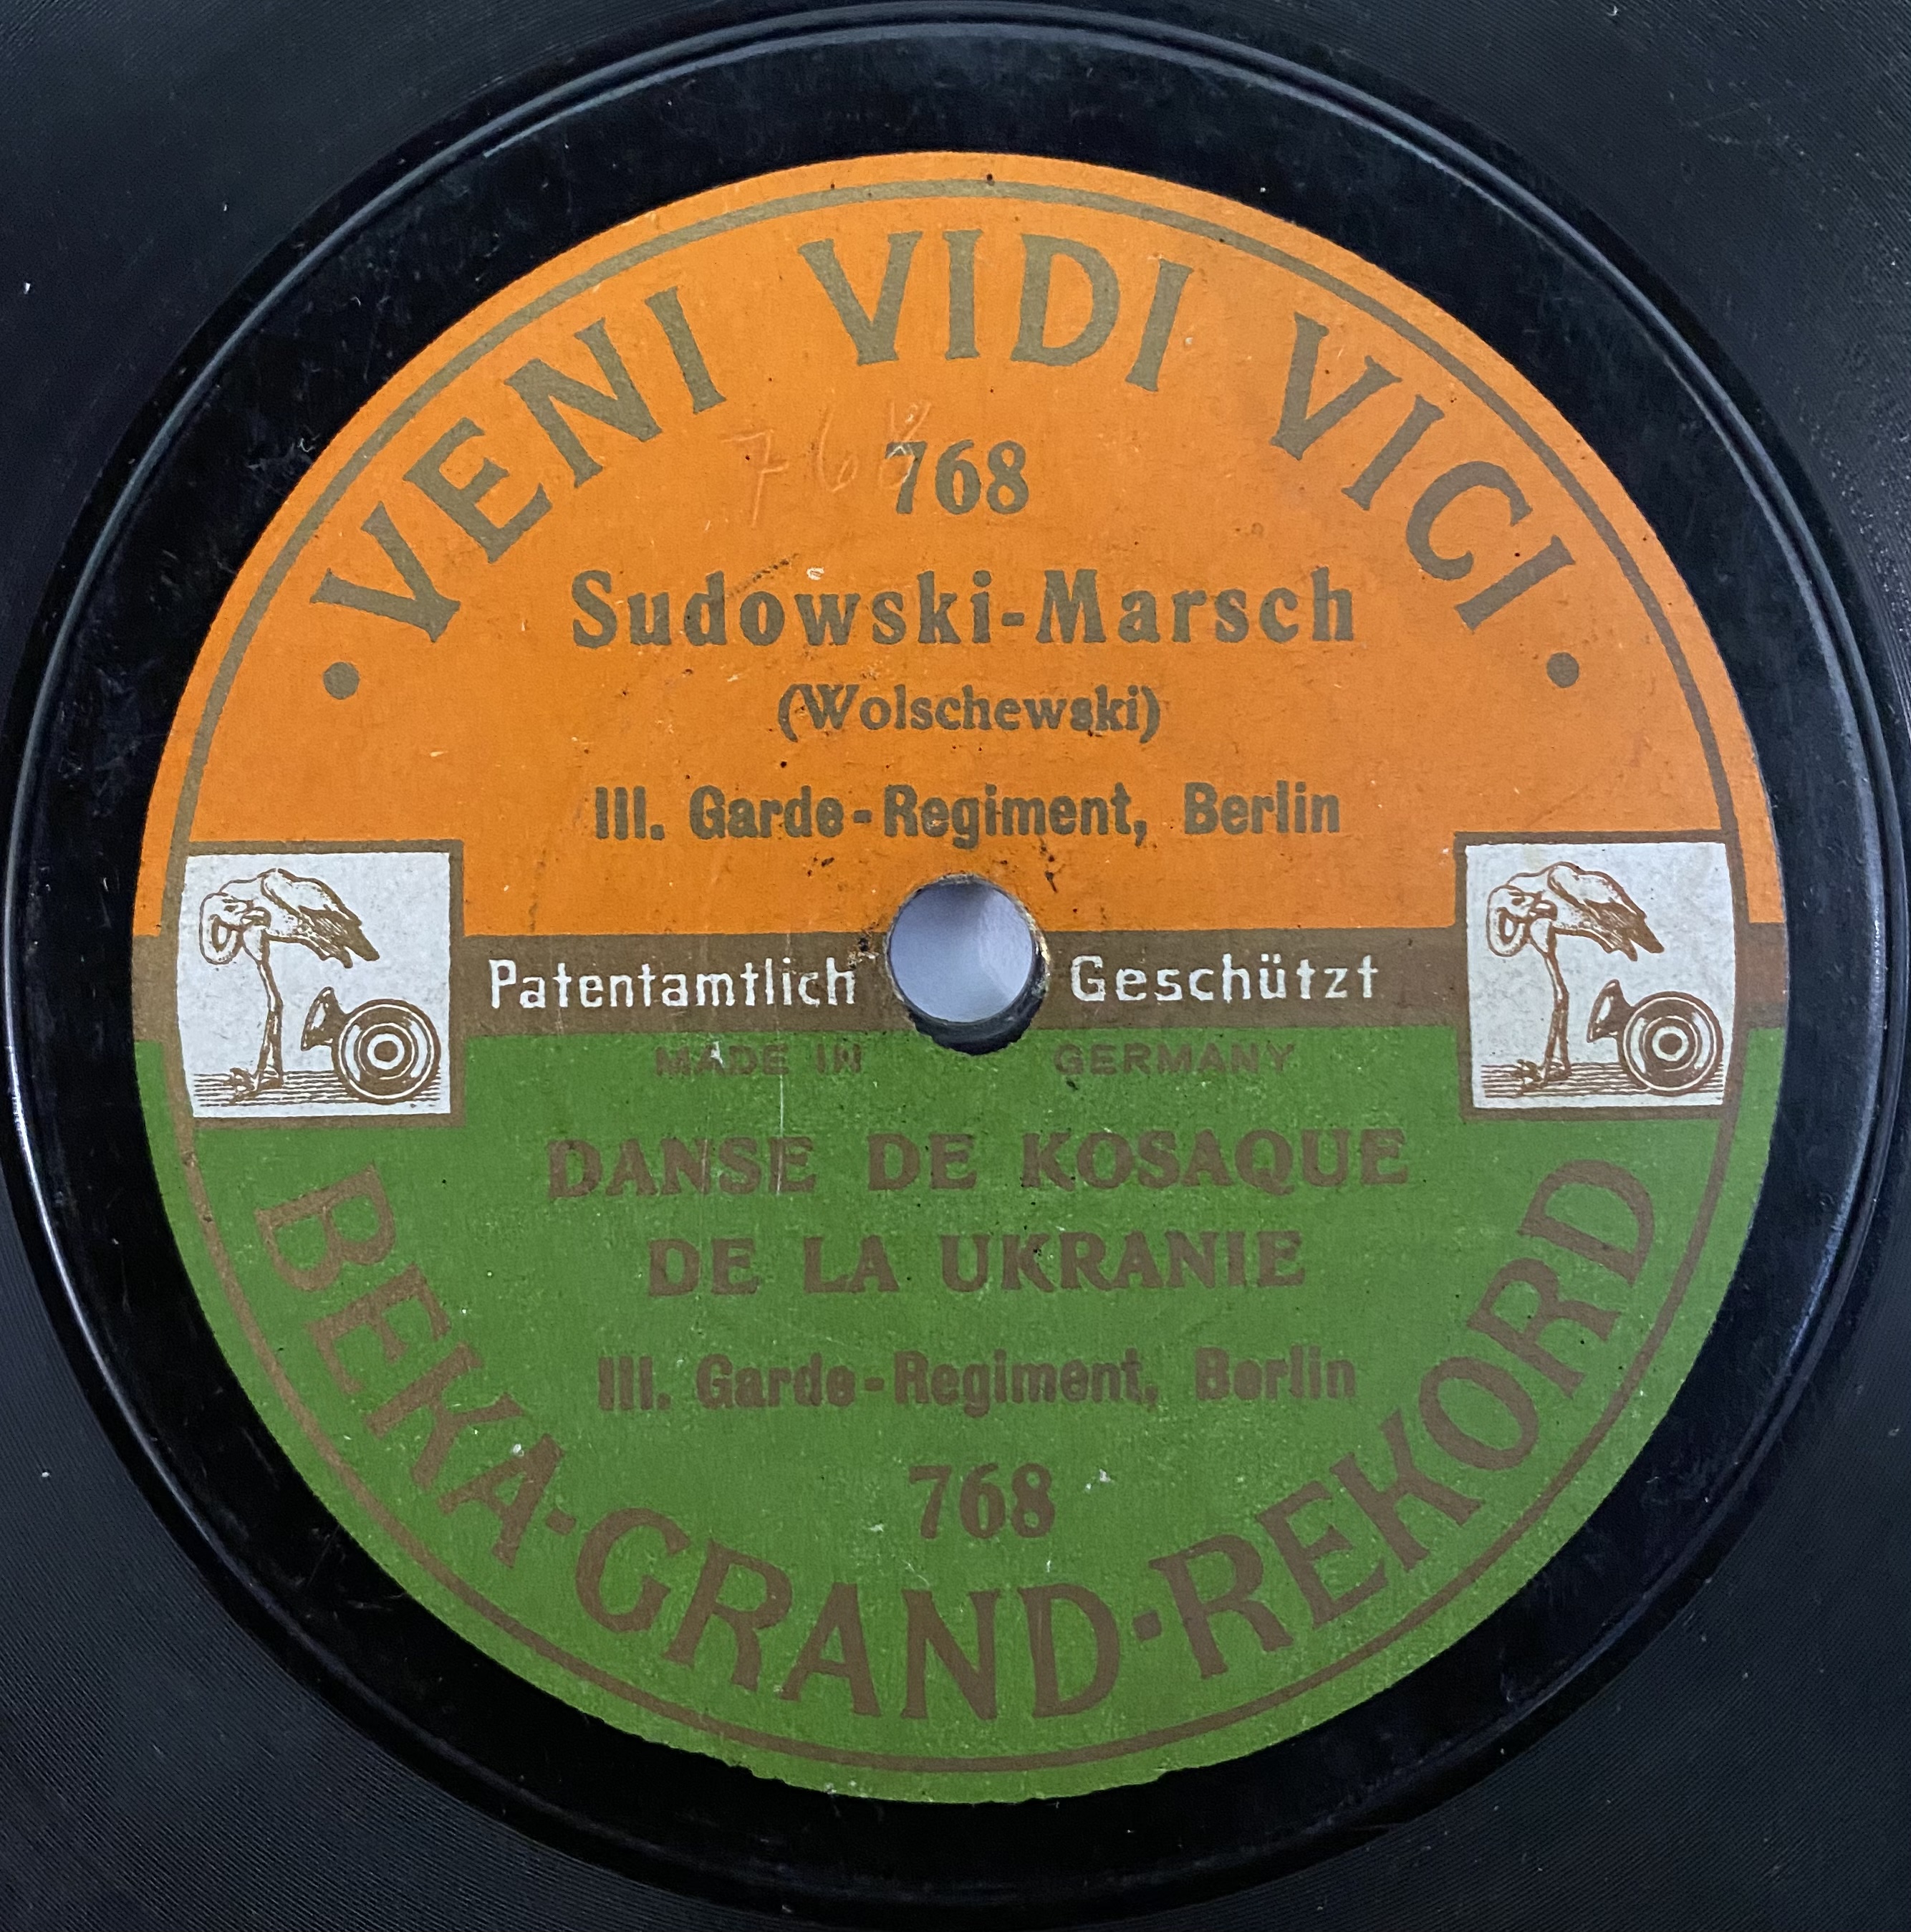 VENI VIDI VICI
768
768
Sudowski-Marsch
(Wolschewski)
III. Garde-Regiment, Berlin
Patentamtlich Geschützt
MADE IN GERMANY
DANSE DE KOSAQUE
DE LA UKRANIE
III. Garde-Regiment, Berlin
768
BEKA-GRAND-REKORD